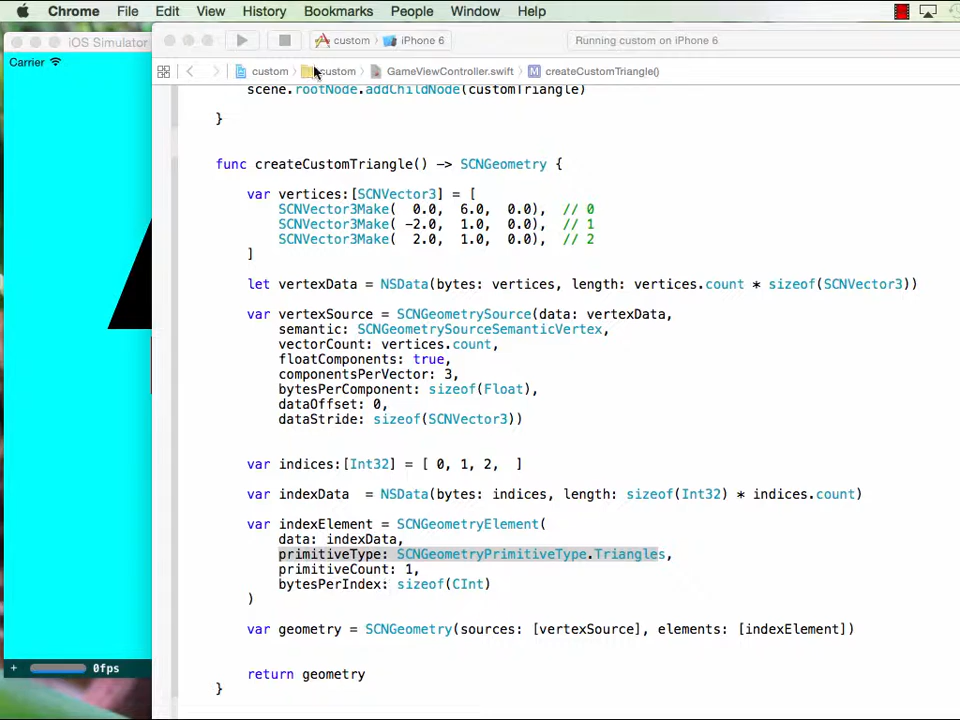 Chrome File Edit View History Bookmarks People Window Help
iOS Simulator
custom iPhone 6 Running custom on iPhone 6
Carrier
custom custom GameViewController.swift M createCustomTriangle()
scene.rootNode.addChildNode(customTriangle)
}
func createCustomTriangle() -> SCNGeometry {
var vertices:[SCNVector3] = [
SCNVector3Make( 0.0, 6.0, 0.0), // 0
SCNVector3Make( -2.0, 1.0, 0.0), // 1
SCNVector3Make( 2.0, 1.0, 0.0), // 2
]
let vertexData = NSData(bytes: vertices, length: vertices.count * sizeof(SCNVector3))
var vertexSource = SCNGeometrySource(data: vertexData,
semantic: SCNGeometrySourceSemanticVertex,
vectorCount: vertices.count,
floatComponents: true,
componentsPerVector: 3,
bytesPerComponent: sizeof(Float),
dataOffset: 0,
dataStride: sizeof(SCNVector3))
var indices:[Int32] = [ 0, 1, 2, ]
var indexData = NSData(bytes: indices, length: sizeof(Int32) * indices.count)
var indexElement = SCNGeometryElement(
data: indexData,
primitiveType: SCNGeometryPrimitiveType.Triangles,
primitiveCount: 1,
bytesPerIndex: sizeof(CInt)
)
var geometry = SCNGeometry(sources: [vertexSource], elements: [indexElement])
return geometry
}
+ 0fps